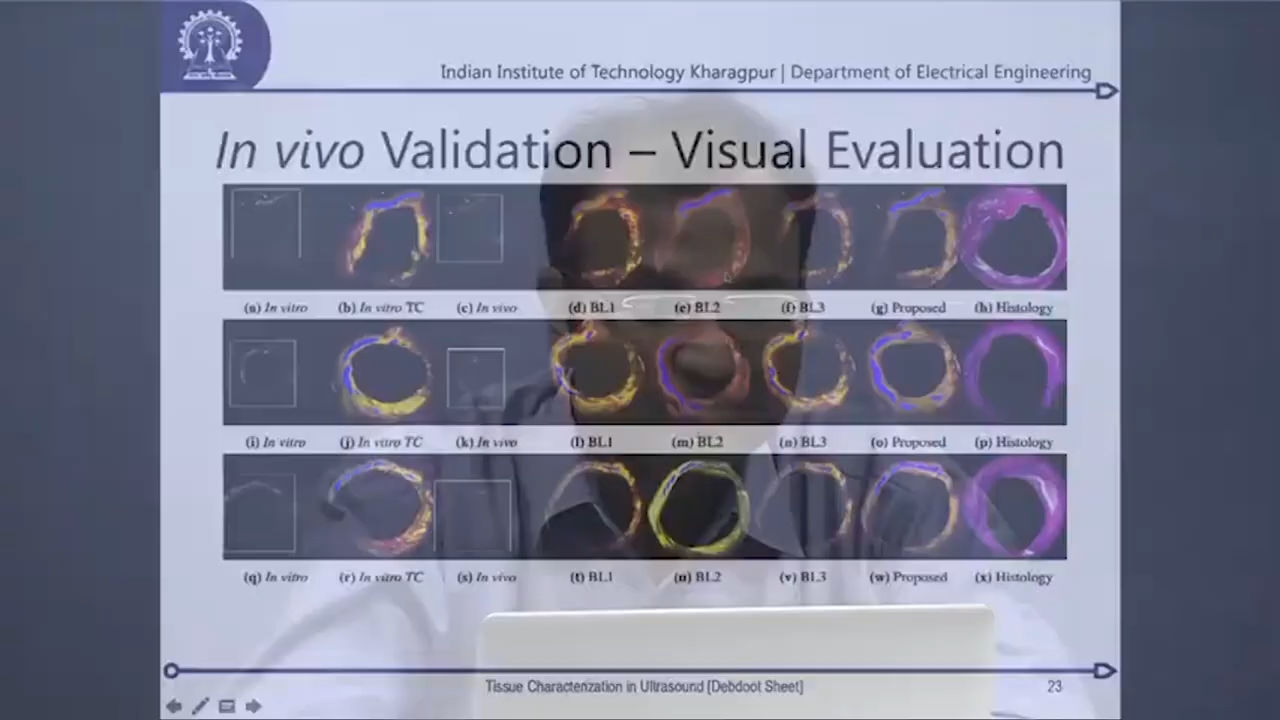 Indian Institute of Technology Kharagpur | Department of Electrical Engineering
In vivo Validation – Visual Evaluation
(a) In vitro (b) In vitro TC (c) In vivo (d) BL1 (e) BL2 (f) BL3 (g) Proposed (h) Histology
(i) In vitro (j) In vitro TC (k) In vivo (l) BL1 (m) BL2 (n) BL3 (o) Proposed (p) Histology
(q) In vitro (r) In vitro TC (s) In vivo (t) BL1 (u) BL2 (v) BL3 (w) Proposed (x) Histology
Tissue Characterization in Ultrasound [Debdoot Sheet] 23